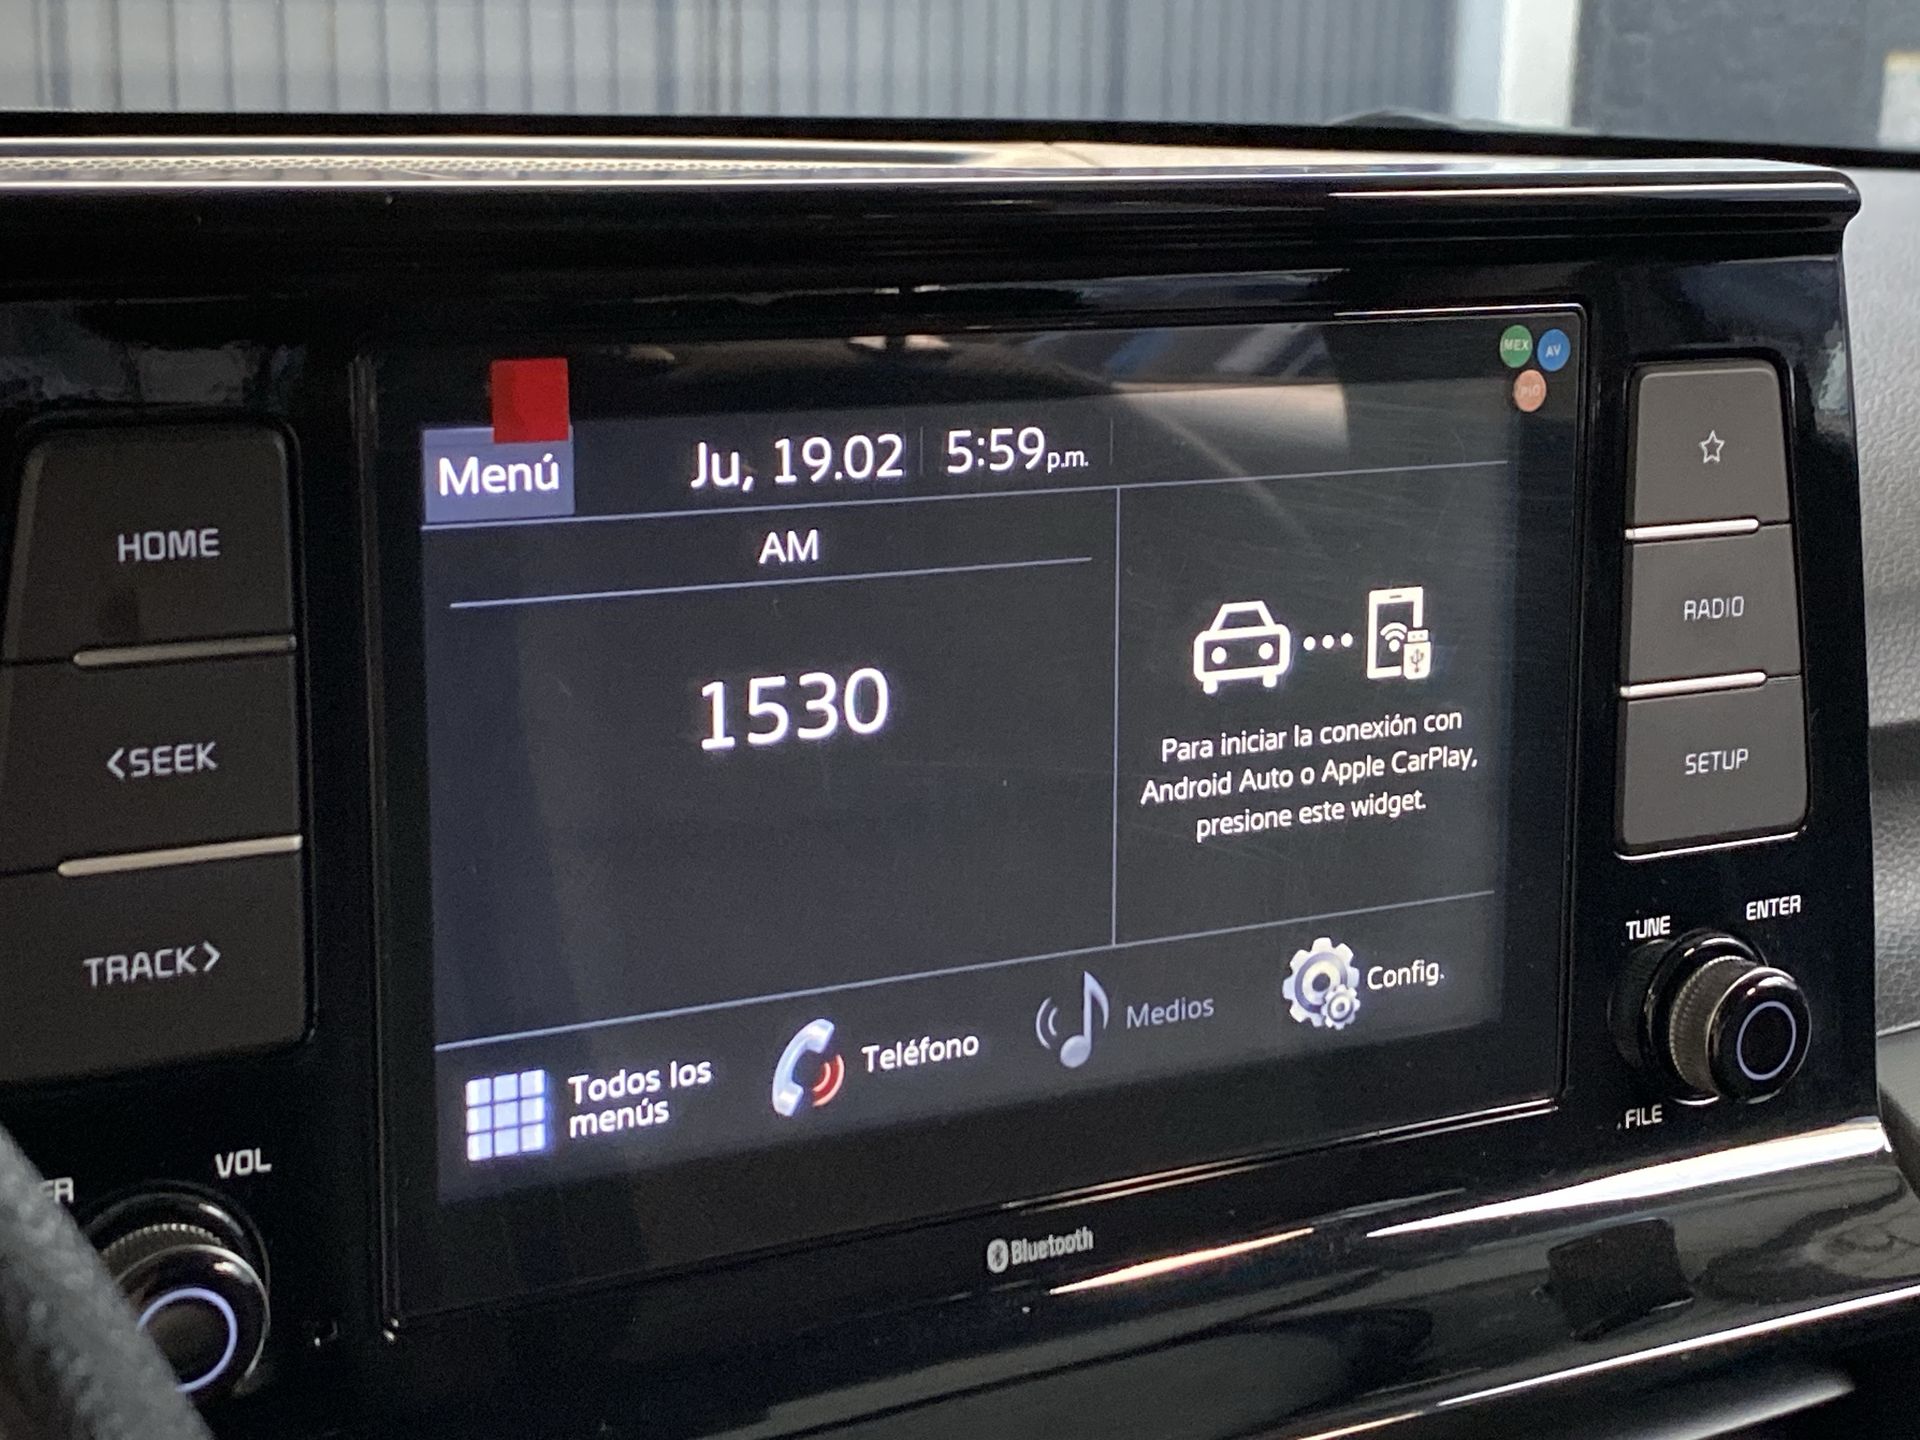 MEX
AV
Menú
Ju, 19.02
5:59 p.m.
AM
1530
Para iniciar la conexión con
Android Auto o Apple CarPlay,
presione este widget.
Todos los
menús
Teléfono
Medios
Config.
HOME
<SEEK
TRACK>
VOL
RADIO
SETUP
TUNE
ENTER
FILE
Bluetooth